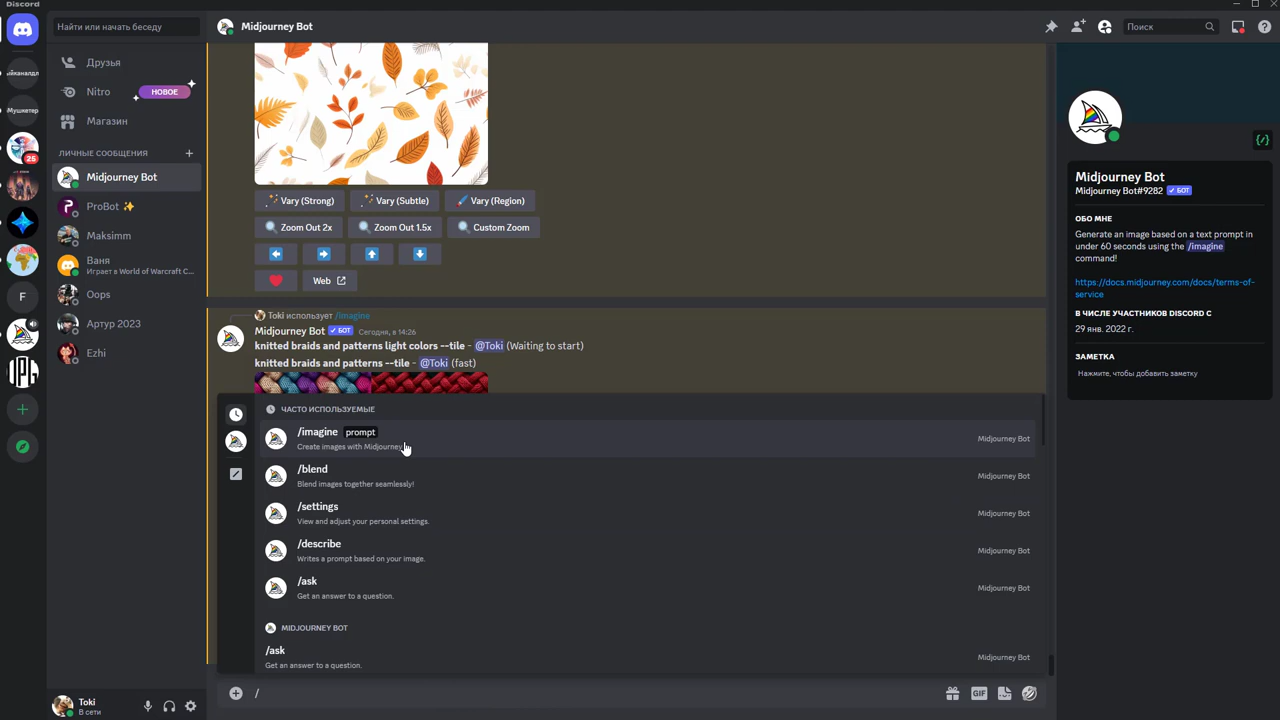 Discord
Найти или начать беседу
Midjourney Bot
Поиск
Друзья
Nitro
НОВОЕ
Магазин
ЛИЧНЫЕ СООБЩЕНИЯ
Midjourney Bot
ProBot ✨
Maksimm
Ваня
Играет в World of Warcraft C...
Oops
Артур 2023
Ezhi
Мушкетер
25
F
Toki
В сети
Vary (Strong)
Vary (Subtle)
Vary (Region)
Zoom Out 2x
Zoom Out 1.5x
Custom Zoom
Web
Toki использует /imagine
Midjourney Bot ✓ БОТ Сегодня, в 14:26
knitted braids and patterns light colors --tile - @Toki (Waiting to start)
knitted braids and patterns --tile - @Toki (fast)
ЧАСТО ИСПОЛЬЗУЕМЫЕ
/imagine prompt
Create images with Midjourney
Midjourney Bot
/blend
Blend images together seamlessly!
Midjourney Bot
/settings
View and adjust your personal settings.
Midjourney Bot
/describe
Writes a prompt based on your image.
Midjourney Bot
/ask
Get an answer to a question.
Midjourney Bot
MIDJOURNEY BOT
/ask
Get an answer to a question.
Midjourney Bot
/
GIF
Midjourney Bot
Midjourney Bot#9282 ✓ БОТ
ОБО МНЕ
Generate an image based on a text prompt in
under 60 seconds using the /imagine
command!
https://docs.midjourney.com/docs/terms-of-
service
В ЧИСЛЕ УЧАСТНИКОВ DISCORD С
29 янв. 2022 г.
ЗАМЕТКА
Нажмите, чтобы добавить заметку